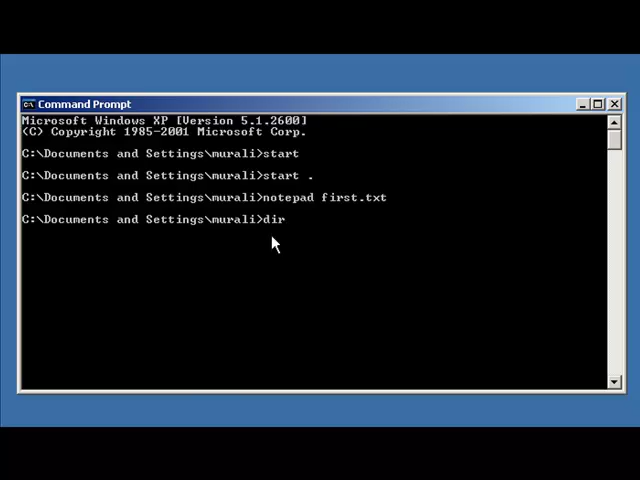 Command Prompt
Microsoft Windows XP [Version 5.1.2600]
(C) Copyright 1985-2001 Microsoft Corp.
C:\Documents and Settings\murali>start
C:\Documents and Settings\murali>start .
C:\Documents and Settings\murali>notepad first.txt
C:\Documents and Settings\murali>dir